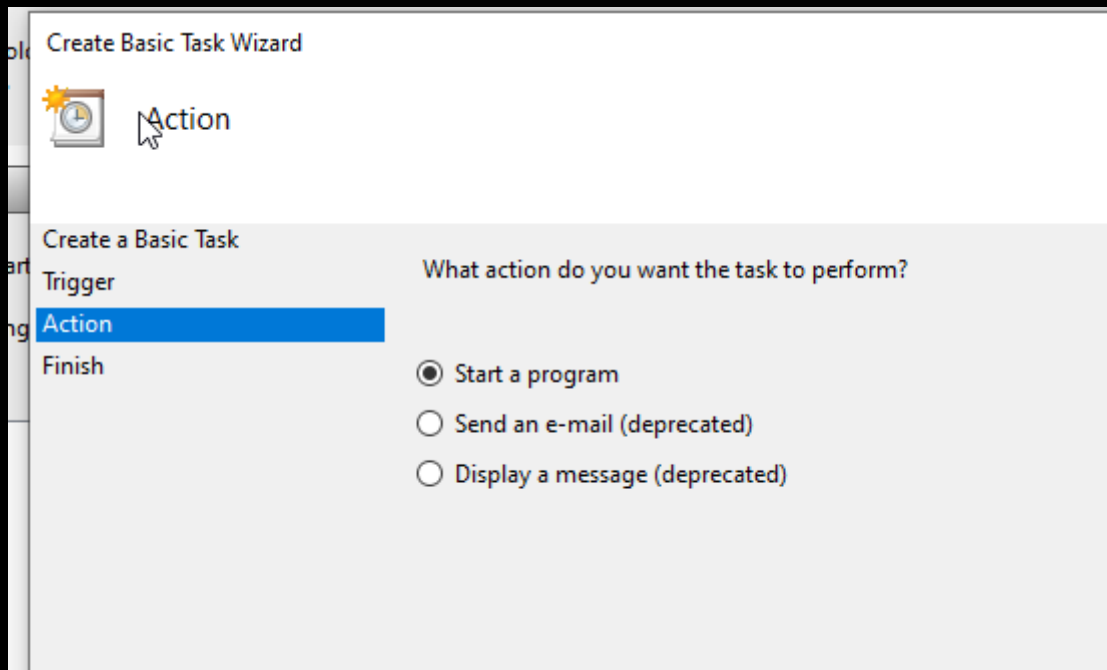 Create Basic Task Wizard
Action
Create a Basic Task
Trigger
Action
Finish
What action do you want the task to perform?
Start a program
Send an e-mail (deprecated)
Display a message (deprecated)